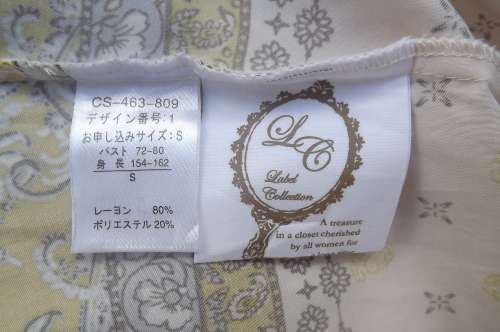 CS-463-809
デザイン番号:1
お申し込みサイズ:S
バスト 72-80
身長 154-162
S
レーヨン 80%
ポリエステル 20%
LC
Label
Collection
A treasure
in a closet cherished
by all women for